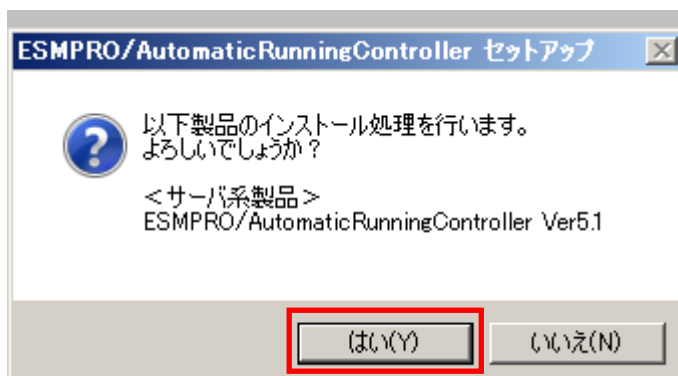 ESMPRO/AutomaticRunningController セットアップ
以下製品のインストール処理を行います。
よろしいでしょうか？
＜サーバ系製品＞
ESMPRO/AutomaticRunningController Ver5.1
はい(Y)
いいえ(N)